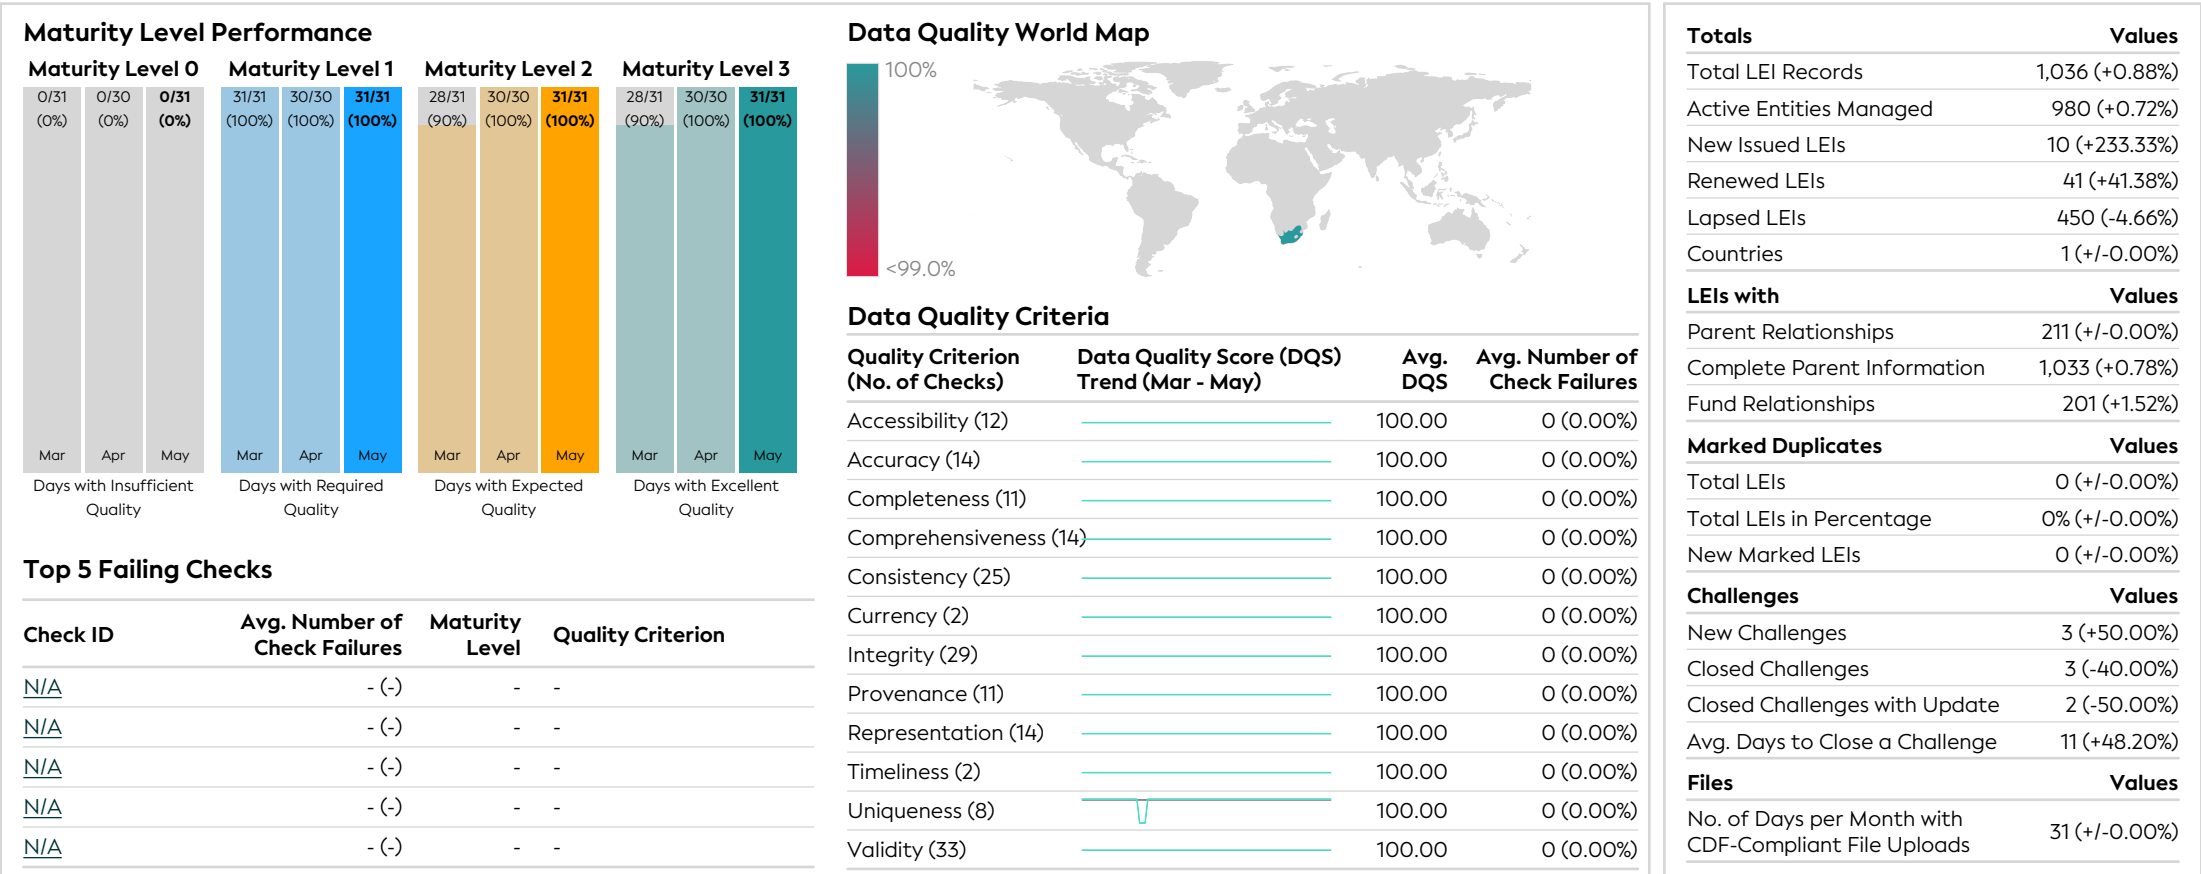 Maturity Level Performance
Maturity Level 0 Maturity Level 1 Maturity Level 2 Maturity Level 3
0/31 0/30 0/31 31/31 30/30 31/31 28/31 30/30 31/31 28/31 30/30 31/31
(0%) (0%) (0%) (100%) (100%) (100%) (90%) (100%) (100%) (90%) (100%) (100%)
Mar Apr May Mar Apr May Mar Apr May Mar Apr May
Days with Insufficient Days with Required Days with Expected Days with Excellent
Quality Quality Quality Quality
Top 5 Failing Checks
Check ID Avg. Number of Check Failures Maturity Level Quality Criterion
N/A - (-) - -
N/A - (-) - -
N/A - (-) - -
N/A - (-) - -
N/A - (-) - -
Data Quality World Map
100%
<99.0%
Data Quality Criteria
Quality Criterion Data Quality Score (DQS) Avg. Avg. Number of
(No. of Checks) Trend (Mar - May) DQS Check Failures
Accessibility (12) 100.00 0 (0.00%)
Accuracy (14) 100.00 0 (0.00%)
Completeness (11) 100.00 0 (0.00%)
Comprehensiveness (14) 100.00 0 (0.00%)
Consistency (25) 100.00 0 (0.00%)
Currency (2) 100.00 0 (0.00%)
Integrity (29) 100.00 0 (0.00%)
Provenance (11) 100.00 0 (0.00%)
Representation (14) 100.00 0 (0.00%)
Timeliness (2) 100.00 0 (0.00%)
Uniqueness (8) 100.00 0 (0.00%)
Validity (33) 100.00 0 (0.00%)
Totals Values
Total LEI Records 1,036 (+0.88%)
Active Entities Managed 980 (+0.72%)
New Issued LEIs 10 (+233.33%)
Renewed LEIs 41 (+41.38%)
Lapsed LEIs 450 (-4.66%)
Countries 1 (+/-0.00%)
LEIs with Values
Parent Relationships 211 (+/-0.00%)
Complete Parent Information 1,033 (+0.78%)
Fund Relationships 201 (+1.52%)
Marked Duplicates Values
Total LEIs 0 (+/-0.00%)
Total LEIs in Percentage 0% (+/-0.00%)
New Marked LEIs 0 (+/-0.00%)
Challenges Values
New Challenges 3 (+50.00%)
Closed Challenges 3 (-40.00%)
Closed Challenges with Update 2 (-50.00%)
Avg. Days to Close a Challenge 11 (+48.20%)
Files Values
No. of Days per Month with
CDF-Compliant File Uploads 31 (+/-0.00%)